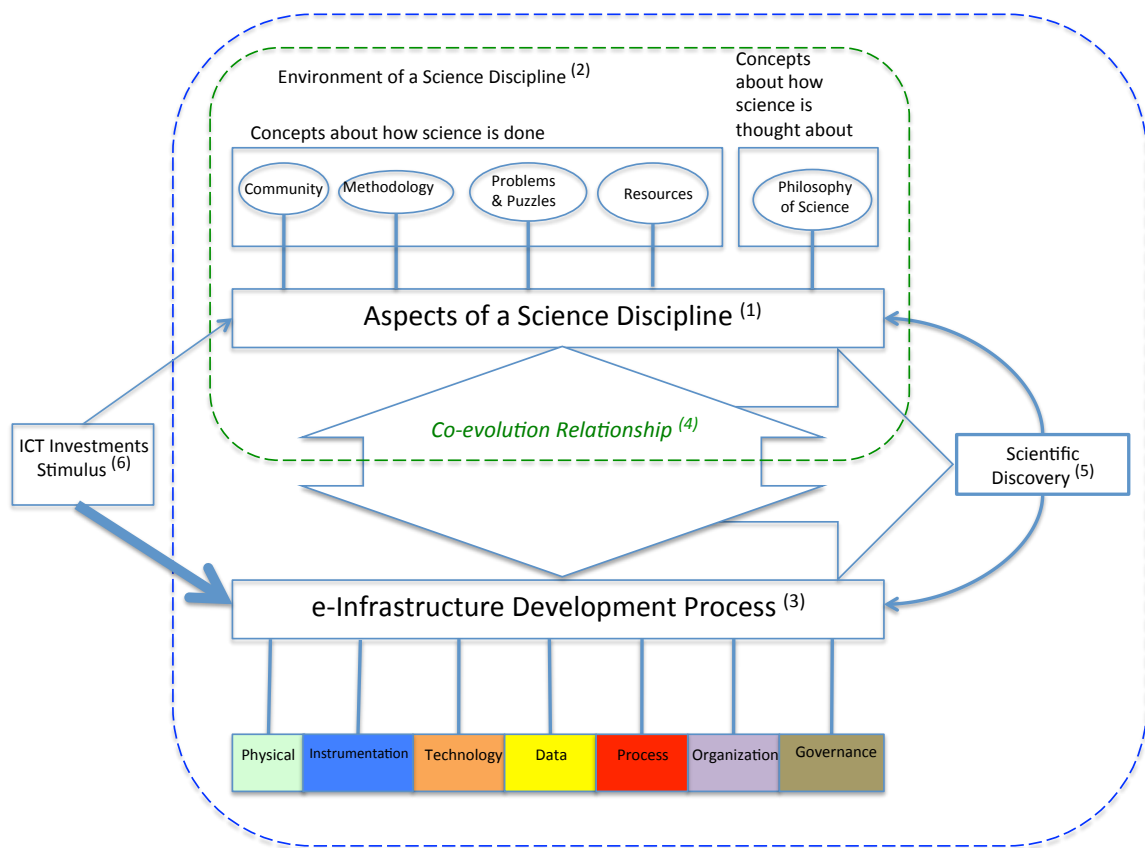 Environment of a Science Discipline (2)
Concepts
about how
science is
thought about
Concepts about how science is done
Community
Methodology
Problems
& Puzzles
Resources
Philosophy
of Science
Aspects of a Science Discipline (1)
Co-evolution Relationship (4)
ICT Investments
Stimulus (6)
Scientific
Discovery (5)
e-Infrastructure Development Process (3)
Physical
Instrumentation
Technology
Data
Process
Organization
Governance